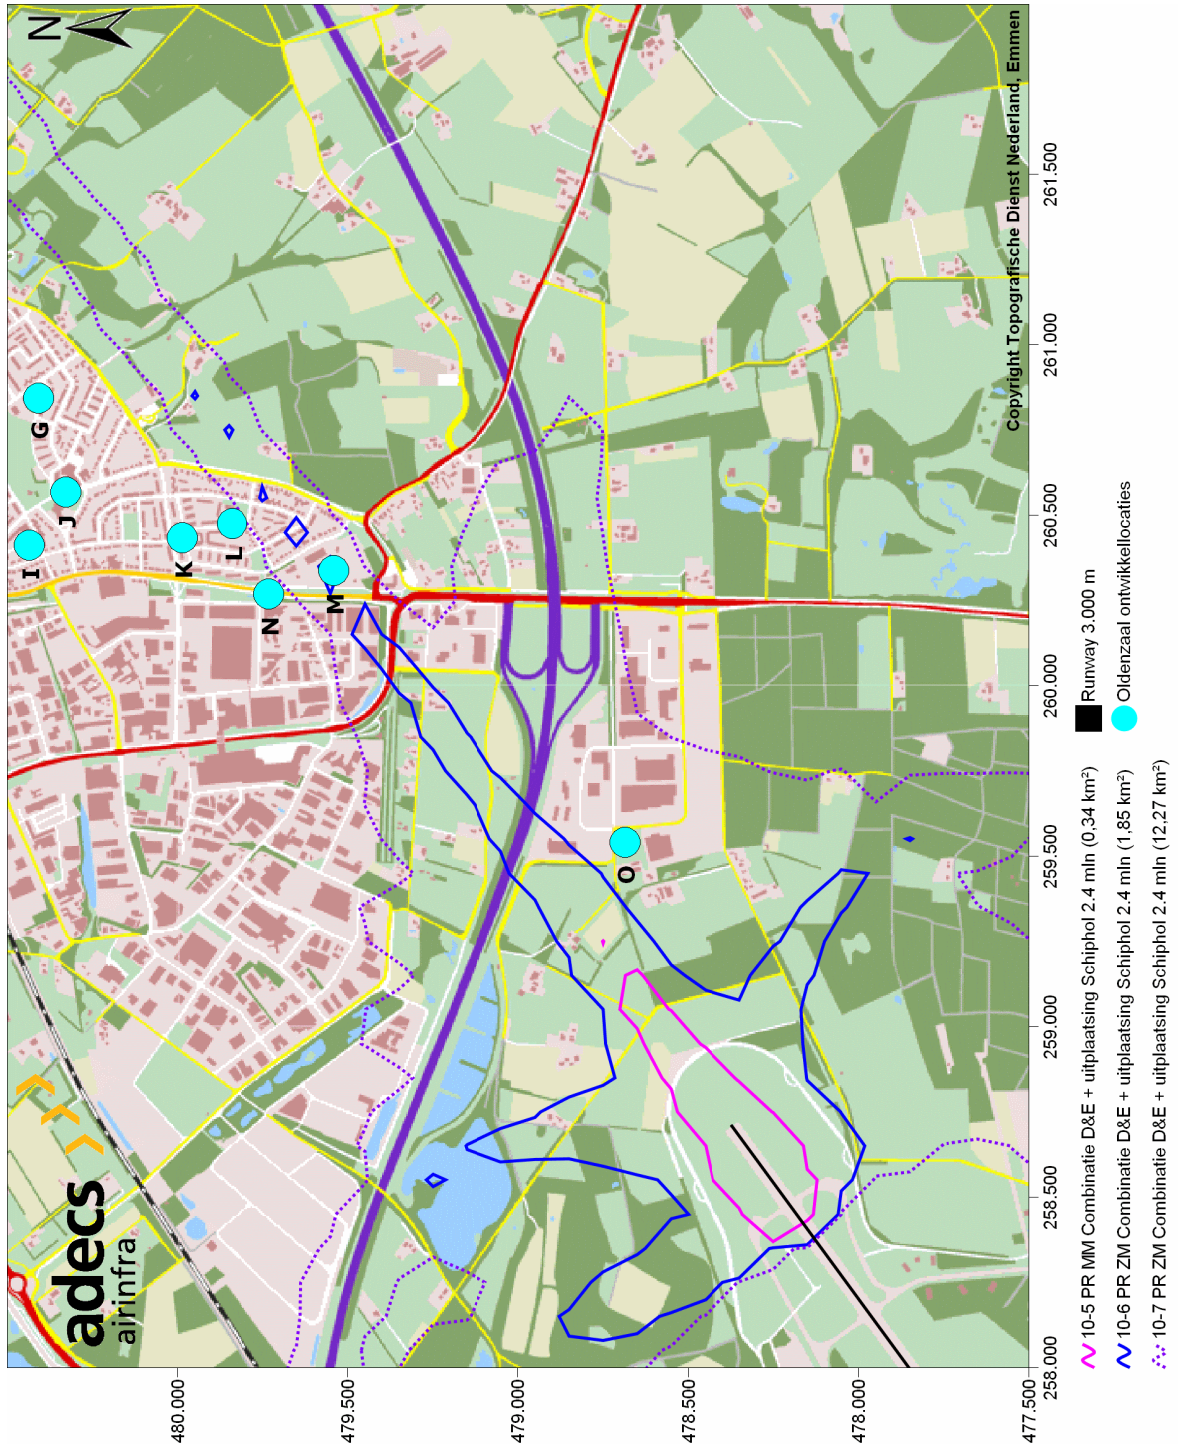 adecs
airinfra
N
G
I
J
K
L
N
M
O
480.000
479.500
479.000
478.500
478.000
477.500
258.000
258.500
259.000
259.500
260.000
260.500
261.000
261.500
Copyright Topografische Dienst Nederland, Emmen
10-5 PR MM Combinatie D&E + uitplaatsing Schiphol 2.4 mln (0,34 km²)
10-6 PR ZM Combinatie D&E + uitplaatsing Schiphol 2.4 mln (1,85 km²)
10-7 PR ZM Combinatie D&E + uitplaatsing Schiphol 2.4 mln (12,27 km²)
Runway 3.000 m
Oldenzaal ontwikkellocaties